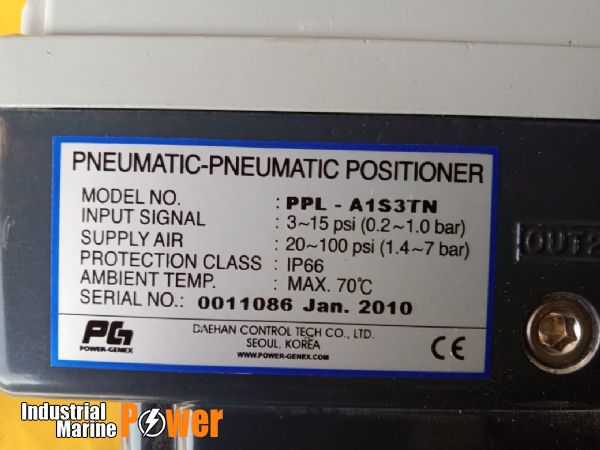 PNEUMATIC-PNEUMATIC POSITIONER
MODEL NO. : PPL - A1S3TN
INPUT SIGNAL : 3~15 psi (0.2~1.0 bar)
SUPPLY AIR : 20~100 psi (1.4~7 bar)
PROTECTION CLASS : IP66
AMBIENT TEMP. : MAX. 70℃
SERIAL NO.: 0011086 Jan. 2010
PG
POWER-GENEX
DAEHAN CONTROL TECH CO., LTD.
SEOUL, KOREA
WWW.POWER-GENEX.COM
CE
OUT2
Industrial
Marine Power